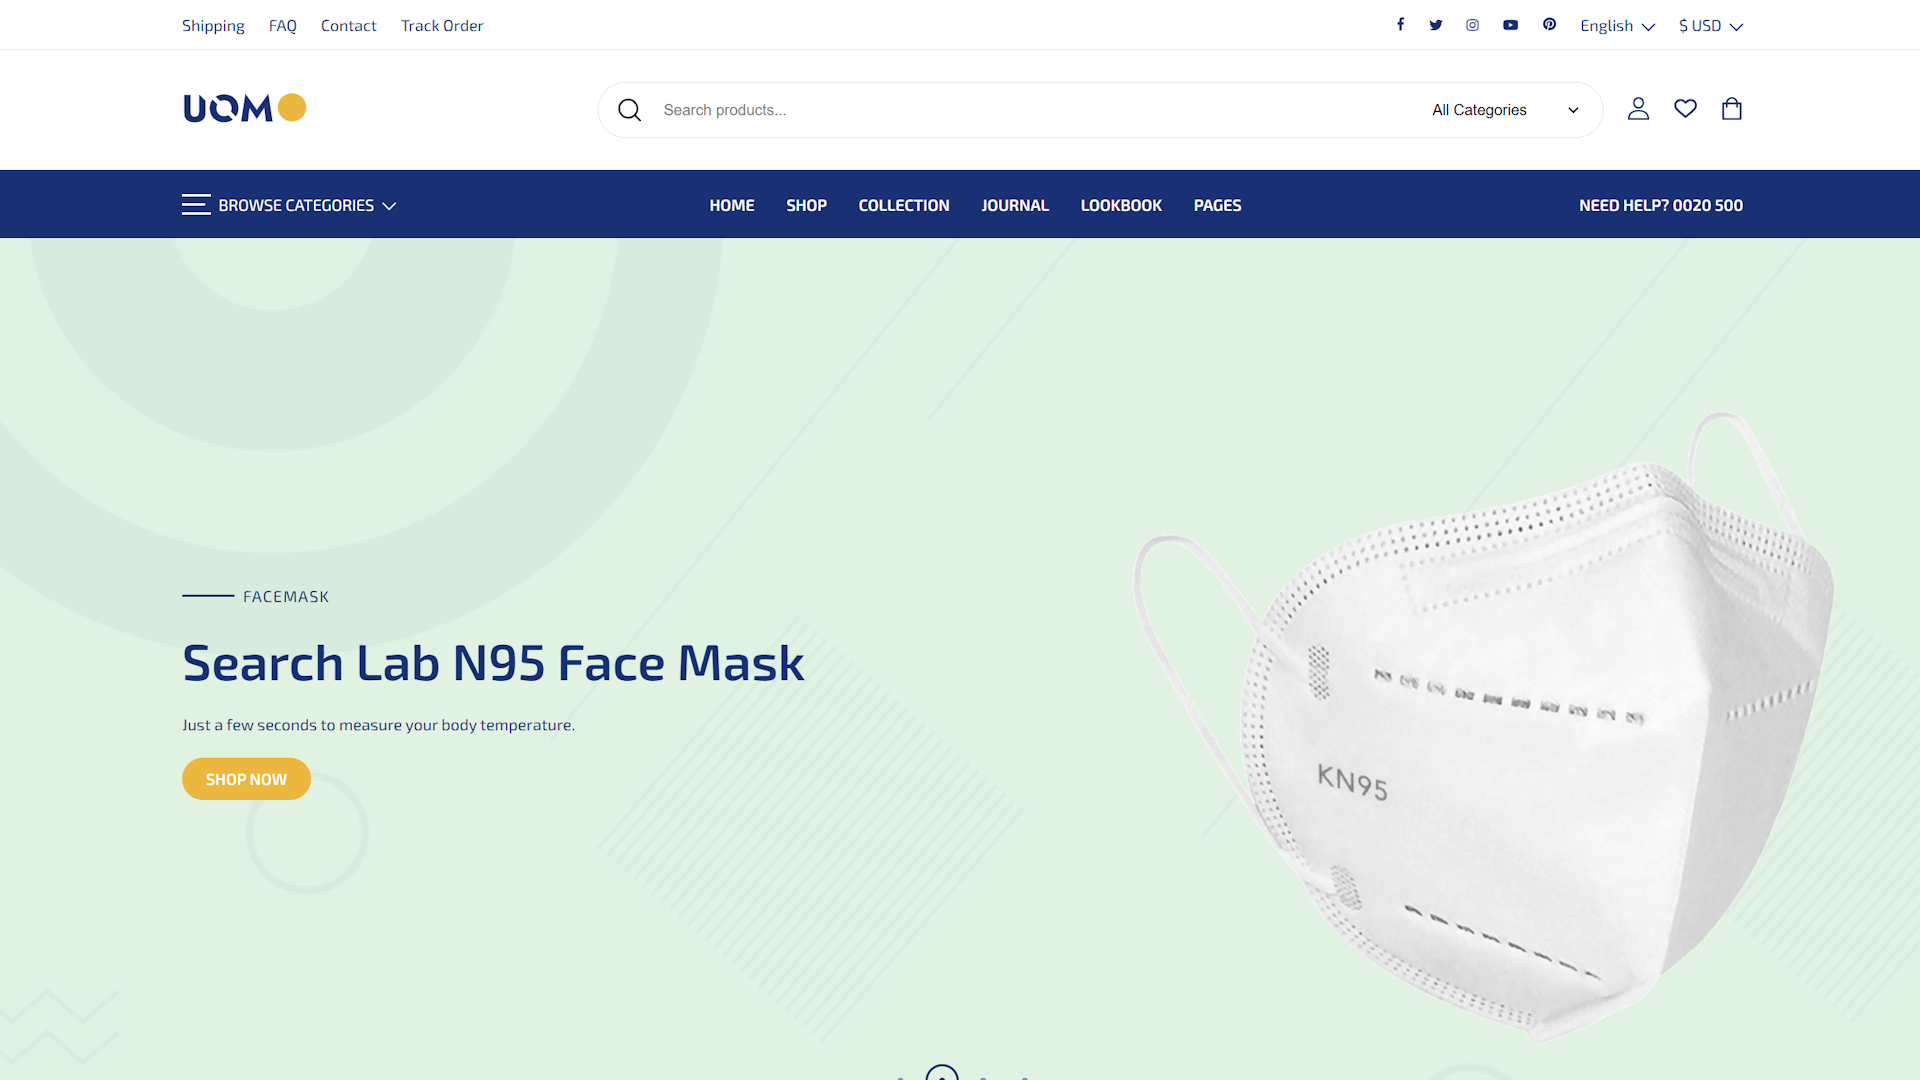 Shipping FAQ Contact Track Order English $ USD
UOMO
Search products... All Categories
BROWSE CATEGORIES HOME SHOP COLLECTION JOURNAL LOOKBOOK PAGES NEED HELP? 0020 500
FACEMASK
Search Lab N95 Face Mask
Just a few seconds to measure your body temperature.
SHOP NOW
KN95